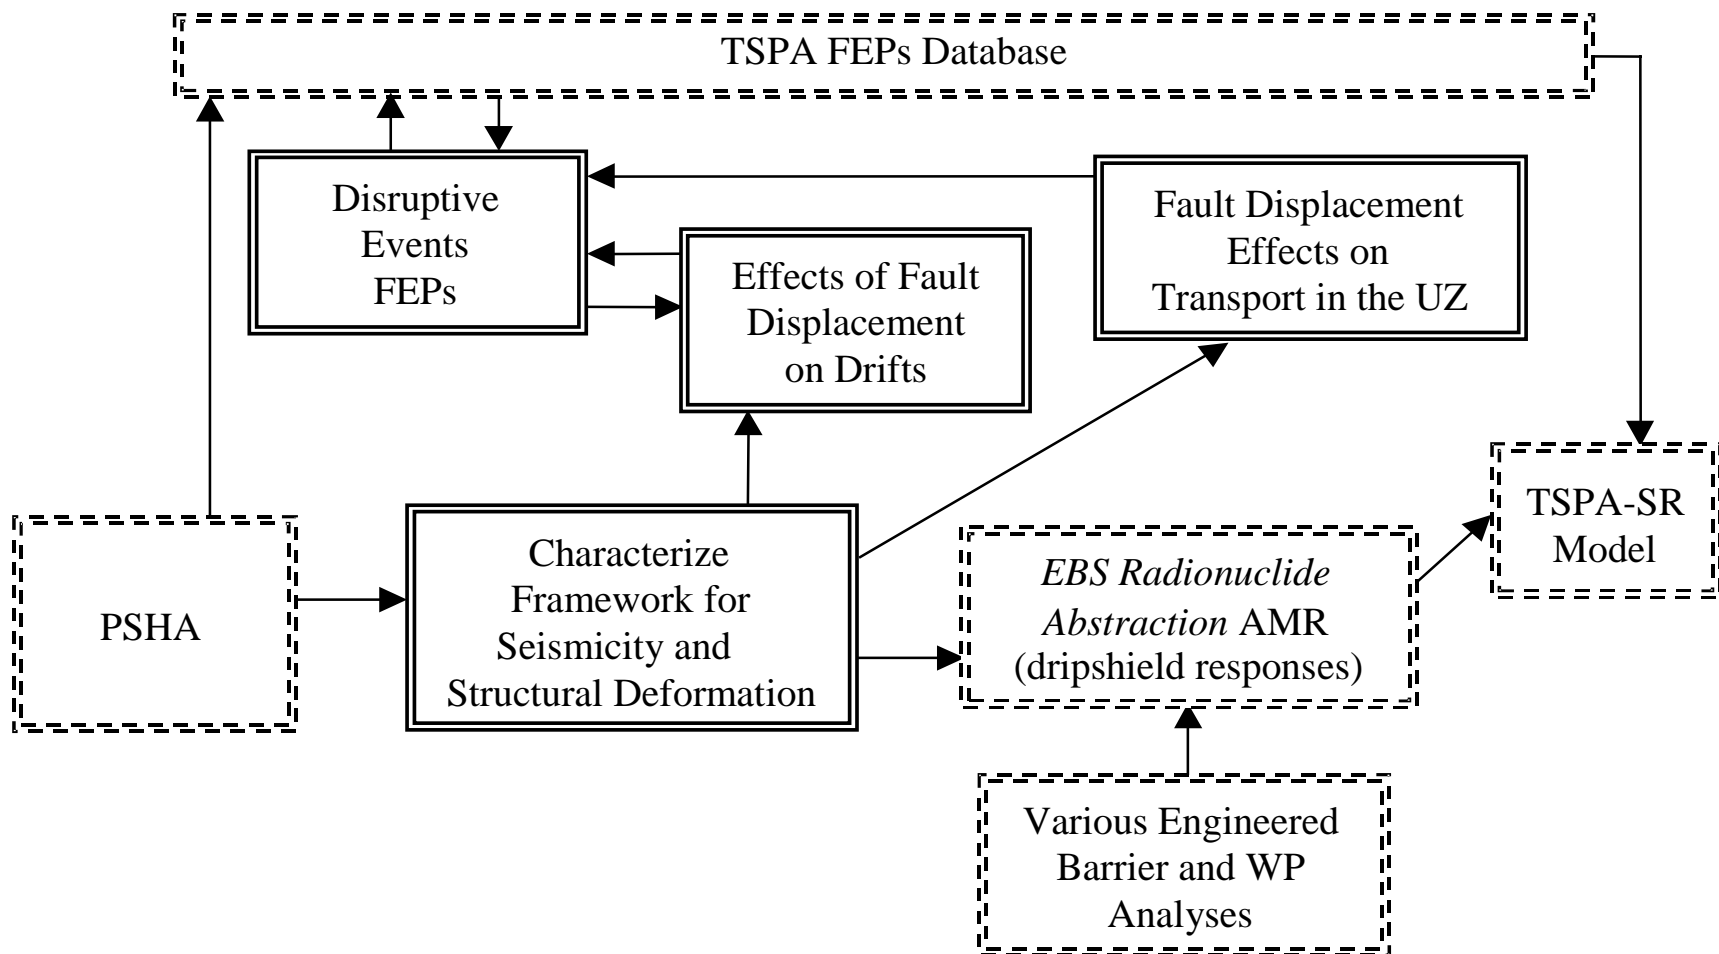 TSPA FEPs Database
Disruptive
Events
FEPs
Effects of Fault
Displacement
on Drifts
Fault Displacement
Effects on
Transport in the UZ
TSPA-SR
Model
PSHA
Characterize
Framework for
Seismicity and
Structural Deformation
EBS Radionuclide
Abstraction AMR
(dripshield responses)
Various Engineered
Barrier and WP
Analyses